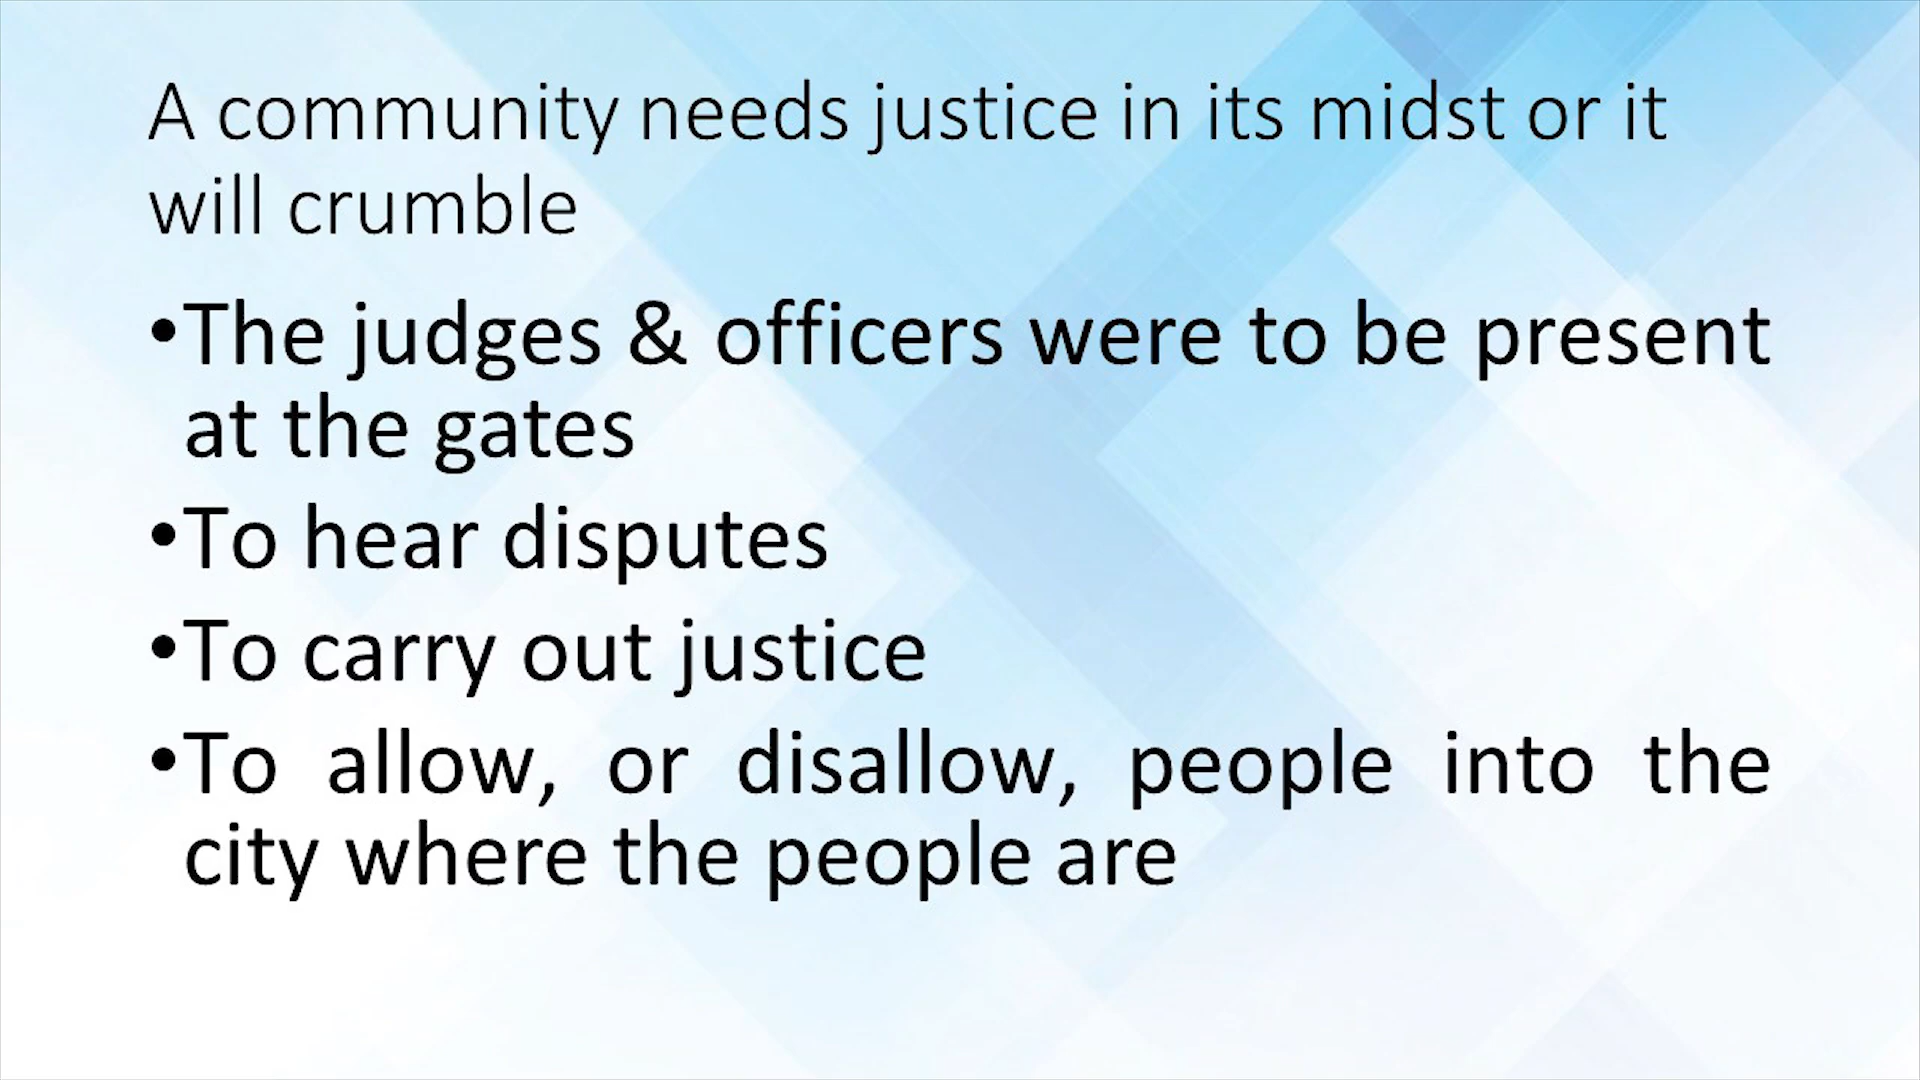 A community needs justice in its midst or it
will crumble
•The judges & officers were to be present
at the gates
•To hear disputes
•To carry out justice
•To allow, or disallow, people into the
city where the people are